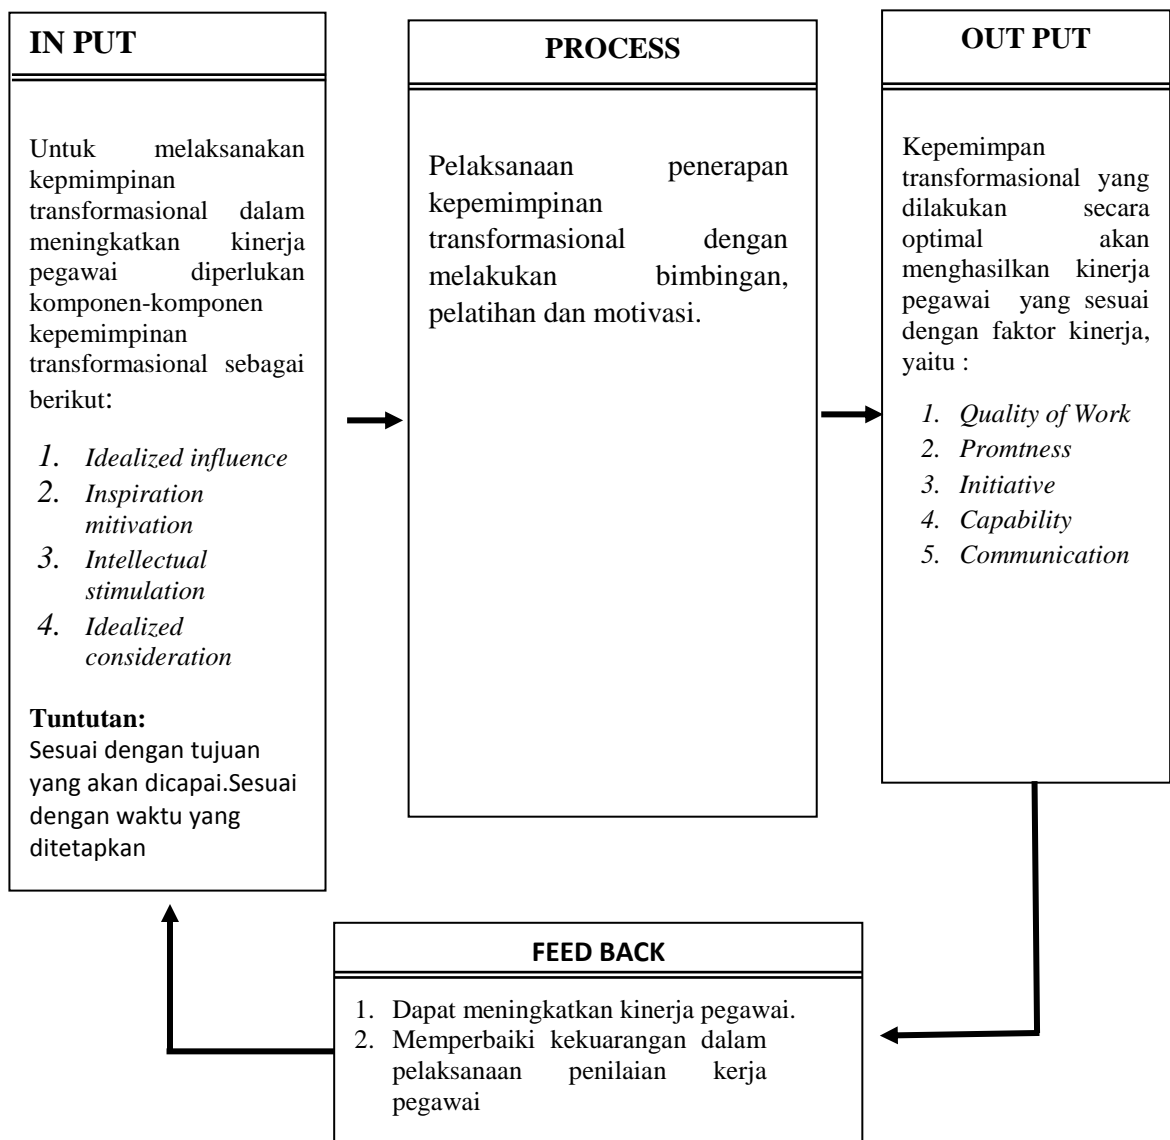 IN PUT
Untuk melaksanakan
kepmimpinan
transformasional dalam
meningkatkan kinerja
pegawai diperlukan
komponen-komponen
kepemimpinan
transformasional sebagai
berikut:
1. Idealized influence
2. Inspiration
mitivation
3. Intellectual
stimulation
4. Idealized
consideration
Tuntutan:
Sesuai dengan tujuan
yang akan dicapai.Sesuai
dengan waktu yang
ditetapkan
PROCESS
Pelaksanaan penerapan
kepemimpinan
transformasional dengan
melakukan bimbingan,
pelatihan dan motivasi.
OUT PUT
Kepemimpan
transformasional yang
dilakukan secara
optimal akan
menghasilkan kinerja
pegawai yang sesuai
dengan faktor kinerja,
yaitu :
1. Quality of Work
2. Promtness
3. Initiative
4. Capability
5. Communication
FEED BACK
1. Dapat meningkatkan kinerja pegawai.
2. Memperbaiki kekuarangan dalam
pelaksanaan penilaian kerja
pegawai